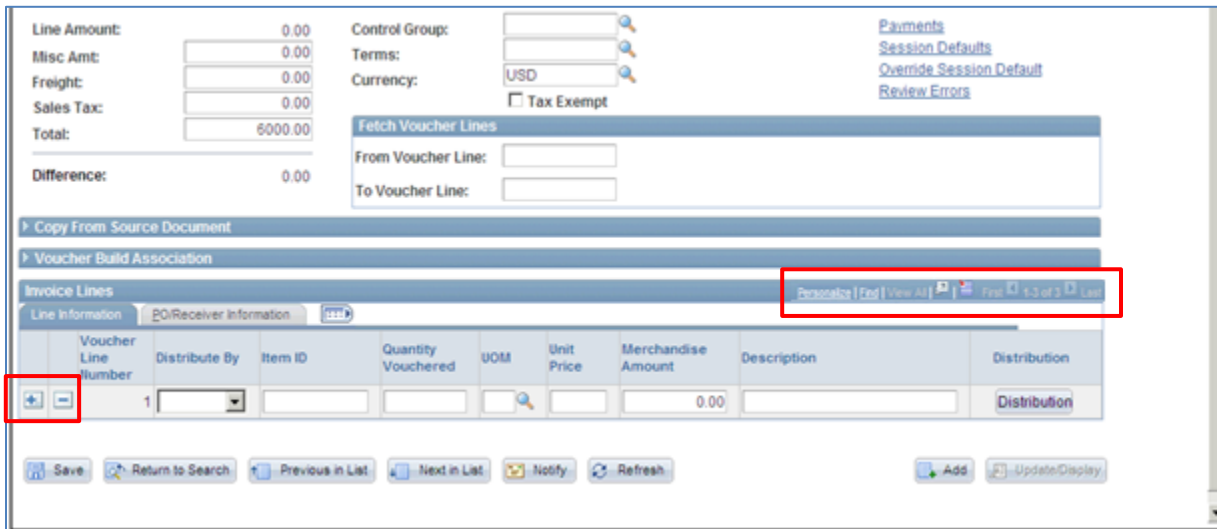 Line Amount: 0.00 Control Group: Payments
Misc Amt: 0.00 Terms: Session Defaults
Freight: 0.00 Currency: USD Override Session Default
Sales Tax: 0.00 Tax Exempt Review Errors
Total: 6000.00 Fetch Voucher Lines
From Voucher Line:
Difference: 0.00 To Voucher Line:
Copy From Source Document
Voucher Build Association
Invoice Lines Personalize | Find | View All | First 1-3 of 3 Last
Line Information PO/Receiver Information
Voucher Line Number Distribute By Item ID Quantity Vouchered UOM Unit Price Merchandise Amount Description Distribution
1 0.00 Distribution
Save Return to Search Previous in List Next in List Notify Refresh Add Update/Display